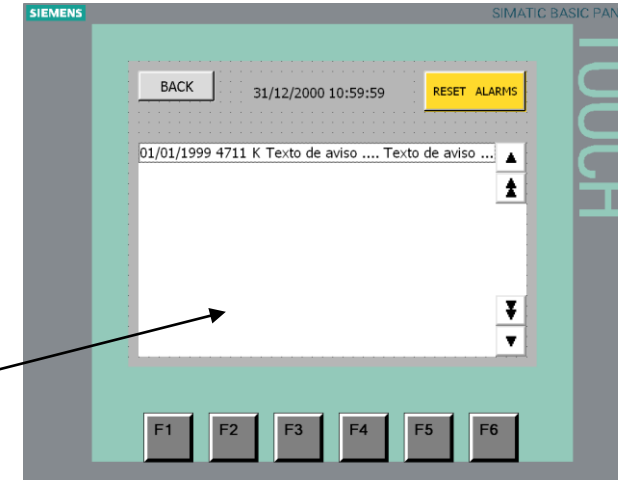 SIEMENS
SIMATIC BASIC PAN
TOUCH
BACK
31/12/2000 10:59:59
RESET ALARMS
01/01/1999 4711 K Texto de aviso .... Texto de aviso ...
F1 F2 F3 F4 F5 F6